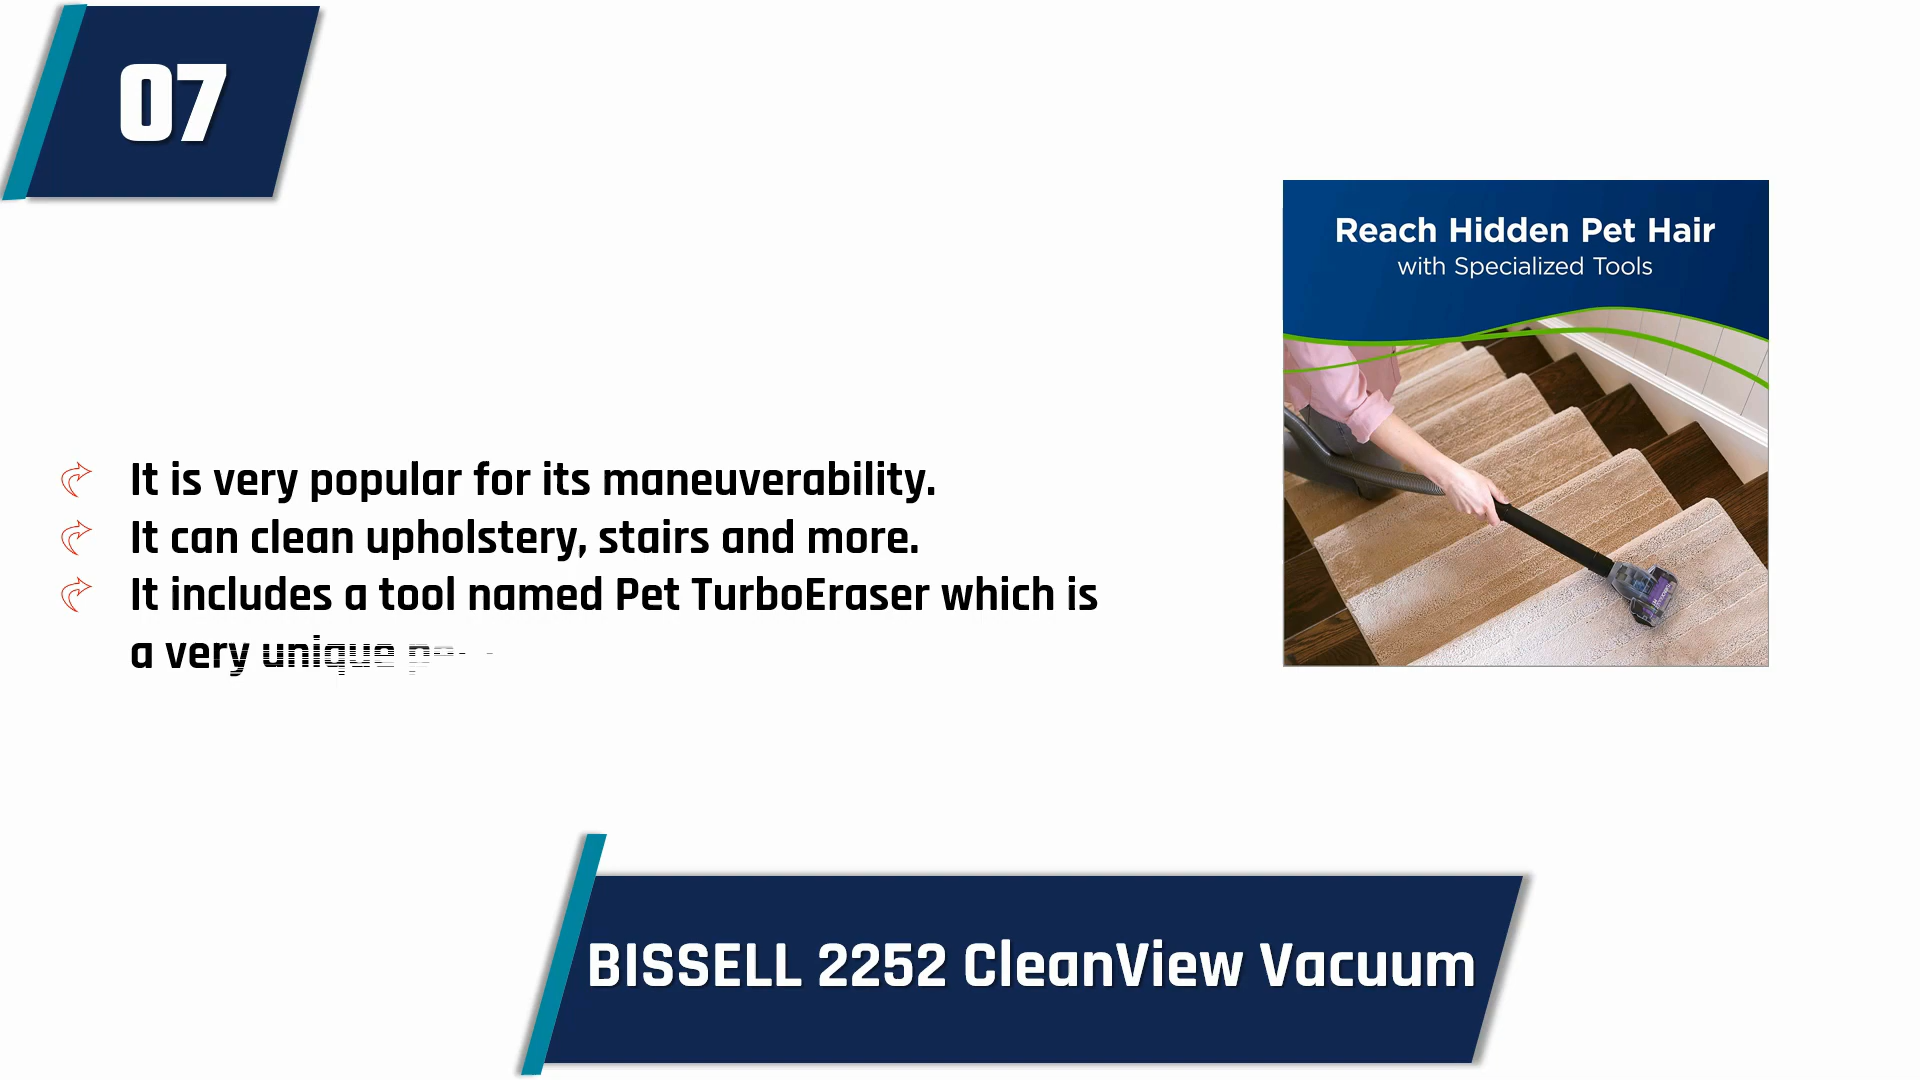 07
Reach Hidden Pet Hair
with Specialized Tools
It is very popular for its maneuverability.
It can clean upholstery, stairs and more.
It includes a tool named Pet TurboEraser which is
a very unique
BISSELL 2252 CleanView Vacuum